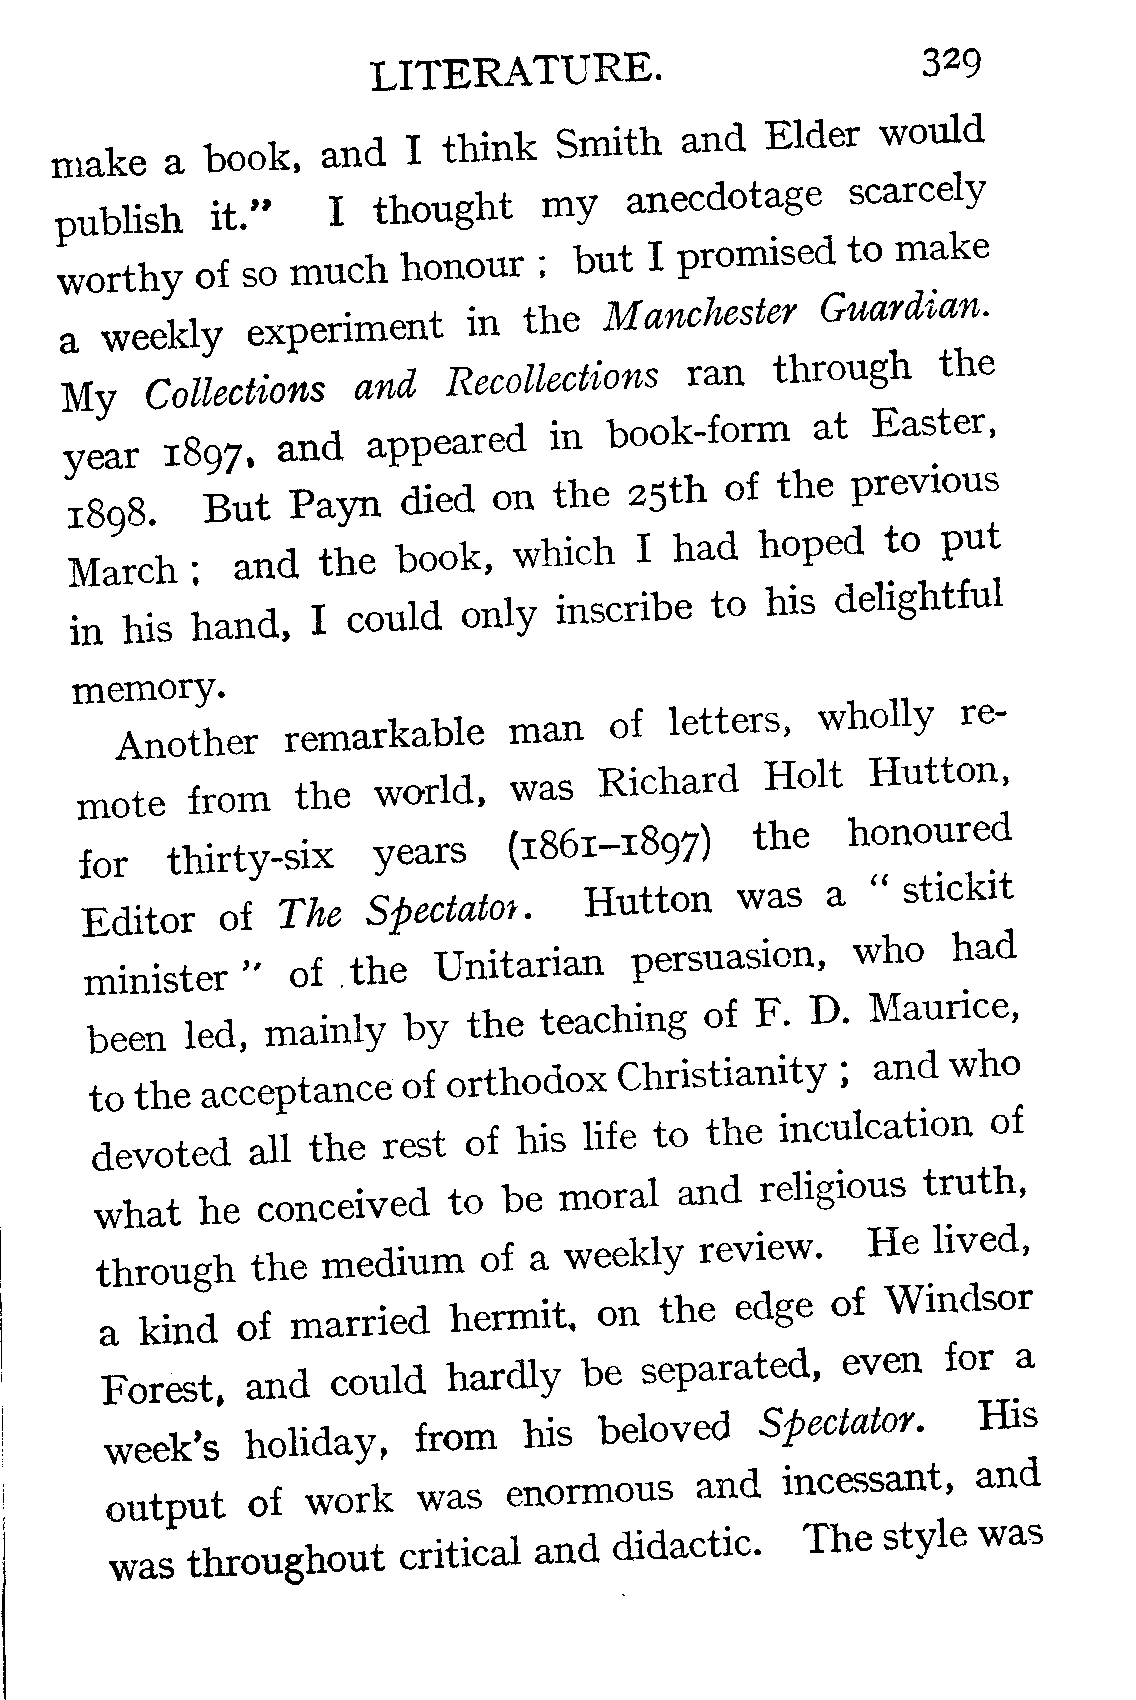 LITERATURE. 329
make a book, and I think Smith and Elder would
publish it.” I thought my anecdotage scarcely
worthy of so much honour ; but I promised to make
a weekly experiment in the Manchester Guardian.
My Collections and Recollections ran through the
year 1897, and appeared in book-form at Easter,
1898. But Payn died on the 25th of the previous
March ; and the book, which I had hoped to put
in his hand, I could only inscribe to his delightful
memory.
Another remarkable man of letters, wholly re-
mote from the world, was Richard Holt Hutton,
for thirty-six years (1861–1897) the honoured
Editor of The Spectator. Hutton was a “ stickit
minister ” of the Unitarian persuasion, who had
been led, mainly by the teaching of F. D. Maurice,
to the acceptance of orthodox Christianity ; and who
devoted all the rest of his life to the inculcation of
what he conceived to be moral and religious truth,
through the medium of a weekly review. He lived,
a kind of married hermit, on the edge of Windsor
Forest, and could hardly be separated, even for a
week’s holiday, from his beloved Spectator. His
output of work was enormous and incessant, and
was throughout critical and didactic. The style was